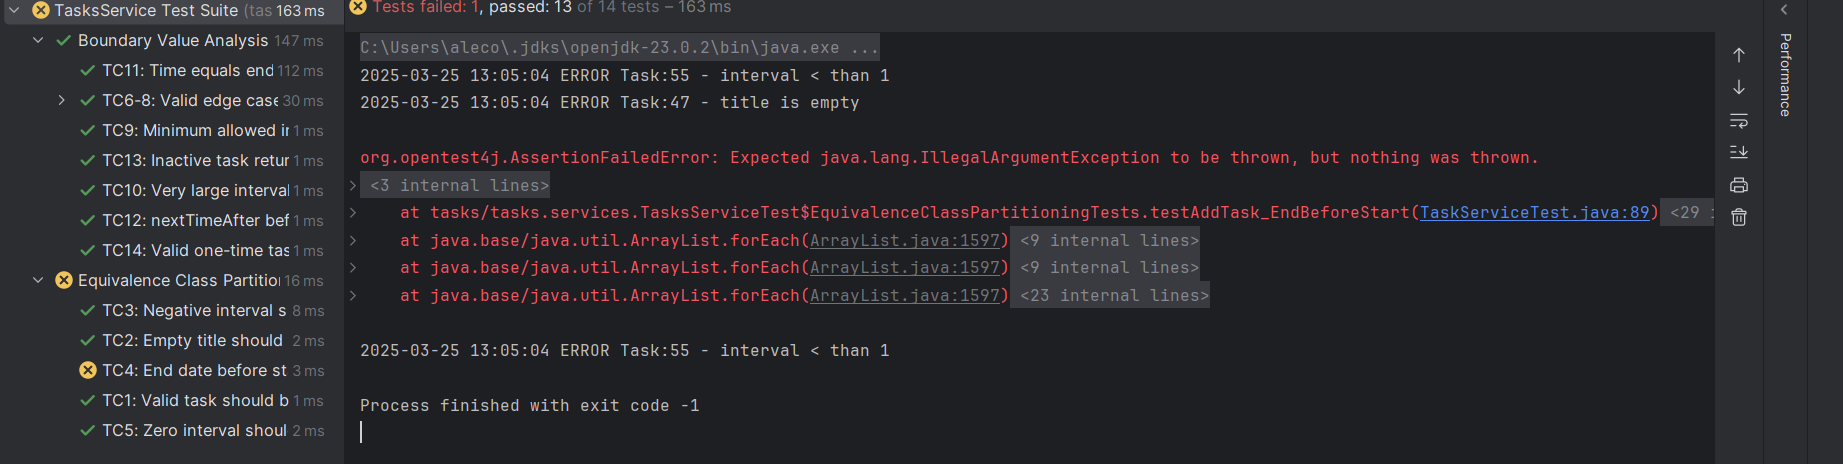 TasksService Test Suite (tas 163 ms
Boundary Value Analysis 147 ms
TC11: Time equals end 112 ms
TC6-8: Valid edge case 30 ms
TC9: Minimum allowed in 1 ms
TC13: Inactive task retur 1 ms
TC10: Very large interval 1 ms
TC12: nextTimeAfter bef 1 ms
TC14: Valid one-time tas 1 ms
Equivalence Class Partition 16 ms
TC3: Negative interval s 8 ms
TC2: Empty title should 2 ms
TC4: End date before st 3 ms
TC1: Valid task should b 1 ms
TC5: Zero interval shoul 2 ms
Tests failed: 1, passed: 13 of 14 tests – 163 ms
C:\Users\aleco\.jdks\openjdk-23.0.2\bin\java.exe ...
2025-03-25 13:05:04 ERROR Task:55 - interval < than 1
2025-03-25 13:05:04 ERROR Task:47 - title is empty
org.opentest4j.AssertionFailedError: Expected java.lang.IllegalArgumentException to be thrown, but nothing was thrown.
<3 internal lines>
at tasks/tasks.services.TasksServiceTest$EquivalenceClassPartitioningTests.testAddTask_EndBeforeStart(TaskServiceTest.java:89) <29 i
at java.base/java.util.ArrayList.forEach(ArrayList.java:1597) <9 internal lines>
at java.base/java.util.ArrayList.forEach(ArrayList.java:1597) <9 internal lines>
at java.base/java.util.ArrayList.forEach(ArrayList.java:1597) <23 internal lines>
2025-03-25 13:05:04 ERROR Task:55 - interval < than 1
Process finished with exit code -1
Performance